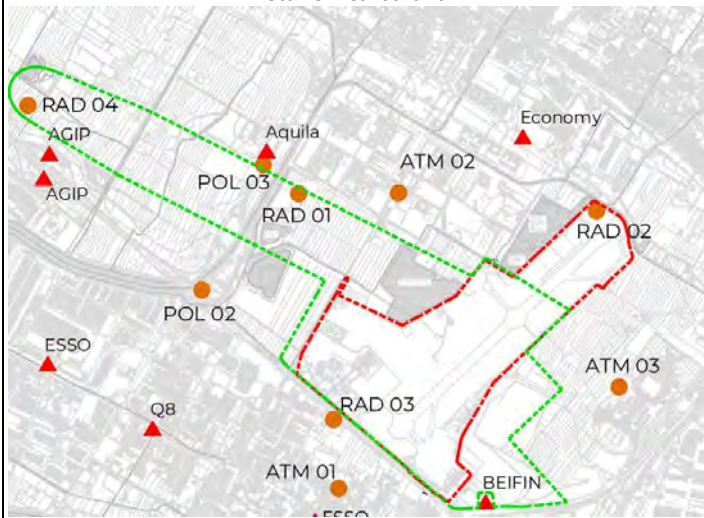 RAD 04
AGIP
AGIP
Aquila
POL 03
RAD 01
ATM 02
Economy
RAD 02
POL 02
ESSO
Q8
RAD 03
ATM 03
ATM 01
BEIFIN
ESSO